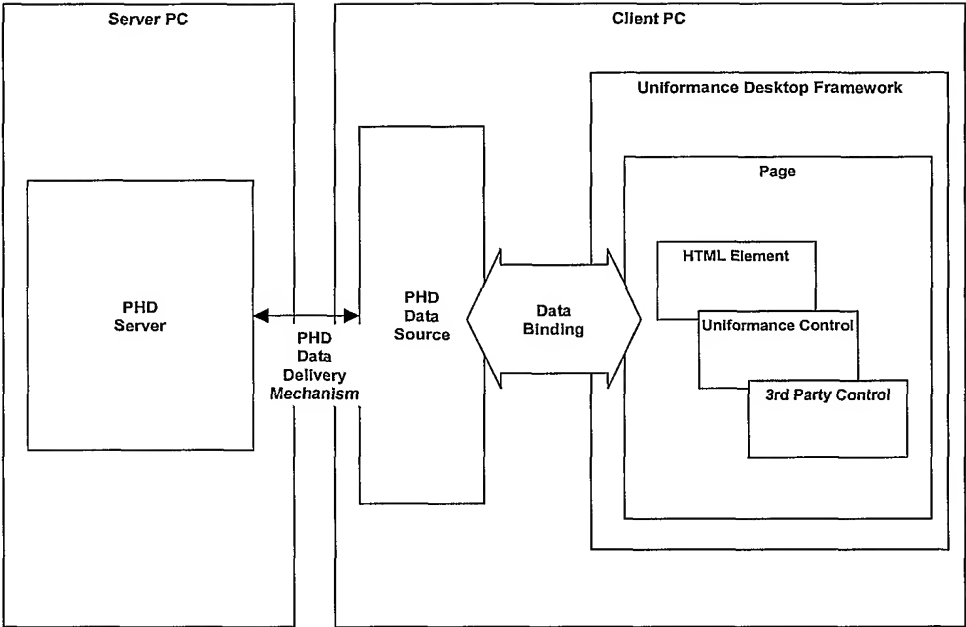 Server PC
Client PC
Uniformance Desktop Framework
Page
HTML Element
PHD
Server
PHD
Data
Source
Data
Binding
Uniformance Control
PHD
Data
Delivery
Mechanism
3rd Party Control